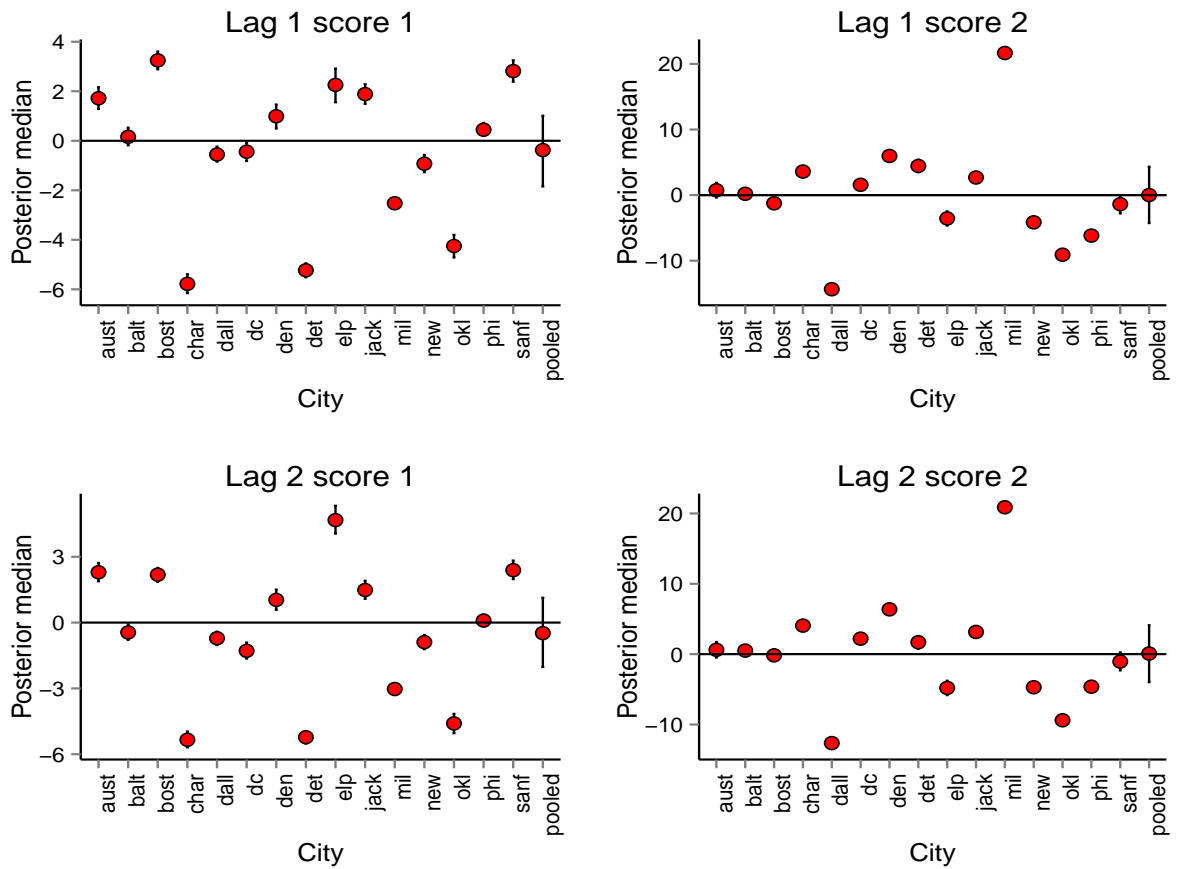 Lag 1 score 1
4
2
0
−2
−4
−6
Posterior median
aust balt bost char dall dc den det elp jack mil new okl phi sanf pooled
City
Lag 1 score 2
20
10
0
−10
Posterior median
aust balt bost char dall dc den det elp jack mil new okl phi sanf pooled
City
Lag 2 score 1
3
0
−3
−6
Posterior median
aust balt bost char dall dc den det elp jack mil new okl phi sanf pooled
City
Lag 2 score 2
20
10
0
−10
Posterior median
aust balt bost char dall dc den det elp jack mil new okl phi sanf pooled
City